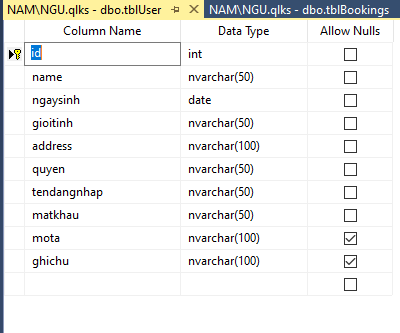 NAM\NGU.qlks - dbo.tblUser NAM\NGU.qlks - dbo.tblBookings
Column Name Data Type Allow Nulls
id int
name nvarchar(50)
ngaysinh date
gioitinh nvarchar(50)
address nvarchar(100)
quyen nvarchar(50)
tendangnhap nvarchar(50)
matkhau nvarchar(50)
mota nvarchar(100)
ghichu nvarchar(100)